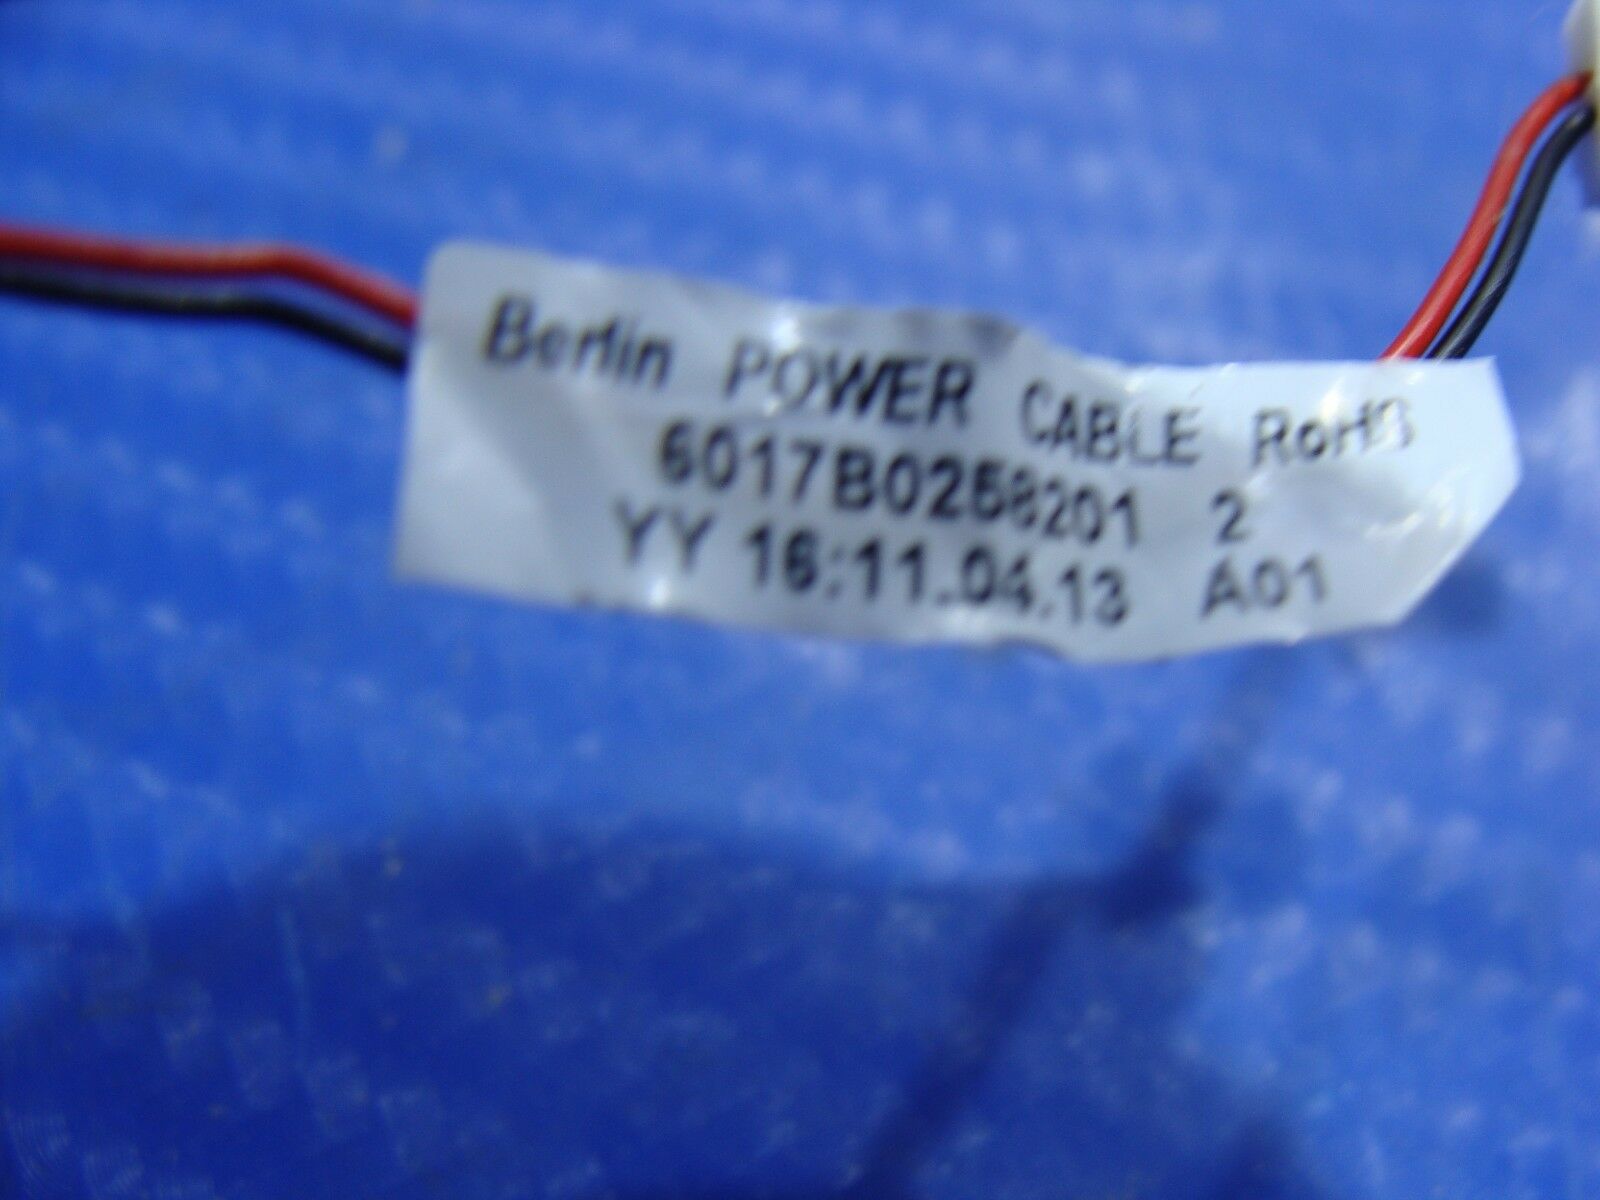 Berlin POWER CABLE RoHS
6017B0258201 2
YY 16:11.04.13 A01